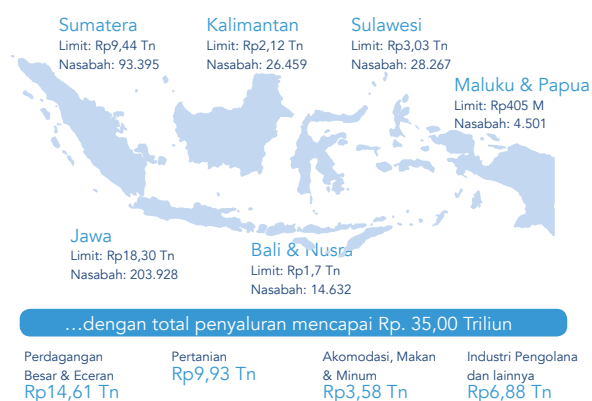 Sumatera
Limit: Rp9,44 Tn
Nasabah: 93.395
Kalimantan
Limit: Rp2,12 Tn
Nasabah: 26.459
Sulawesi
Limit: Rp3,03 Tn
Nasabah: 28.267
Maluku & Papua
Limit: Rp405 M
Nasabah: 4.501
Jawa
Limit: Rp18,30 Tn
Nasabah: 203.928
Bali & Nusra
Limit: Rp1,7 Tn
Nasabah: 14.632
...dengan total penyaluran mencapai Rp. 35,00 Triliun
Perdagangan
Besar & Eceran
Rp14,61 Tn
Pertanian
Rp9,93 Tn
Akomodasi, Makan
& Minum
Rp3,58 Tn
Industri Pengolana
dan lainnya
Rp6,88 Tn